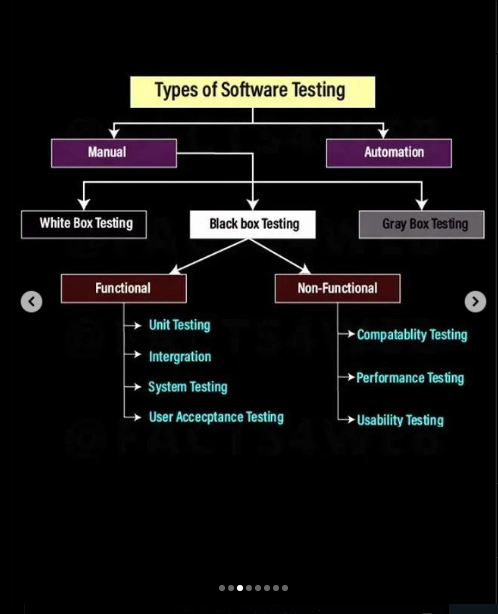 Types of Software Testing
Manual
Automation
White Box Testing
Black box Testing
Gray Box Testing
Functional
Non-Functional
Unit Testing
Intergration
System Testing
User Accecptance Testing
Compatablity Testing
Performance Testing
Usability Testing
@FACTS4WEB